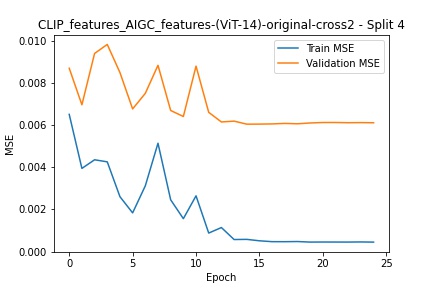 CLIP_features_AIGC_features-(ViT-14)-original-cross2 - Split 4
Train MSE
Validation MSE
MSE
0.010
0.008
0.006
0.004
0.002
0.000
0 5 10 15 20 25
Epoch